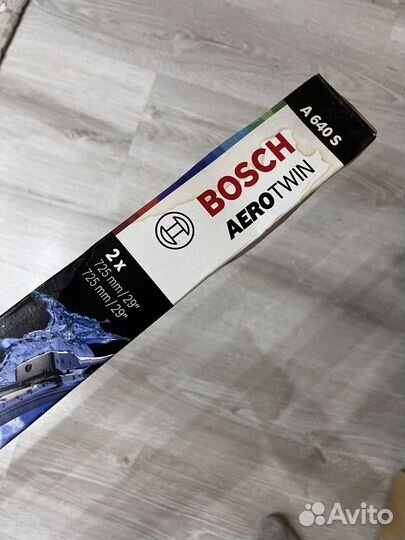 A 640 S
BOSCH
AEROTWIN
2 x
725 mm/29"
725 mm/29"
Avito